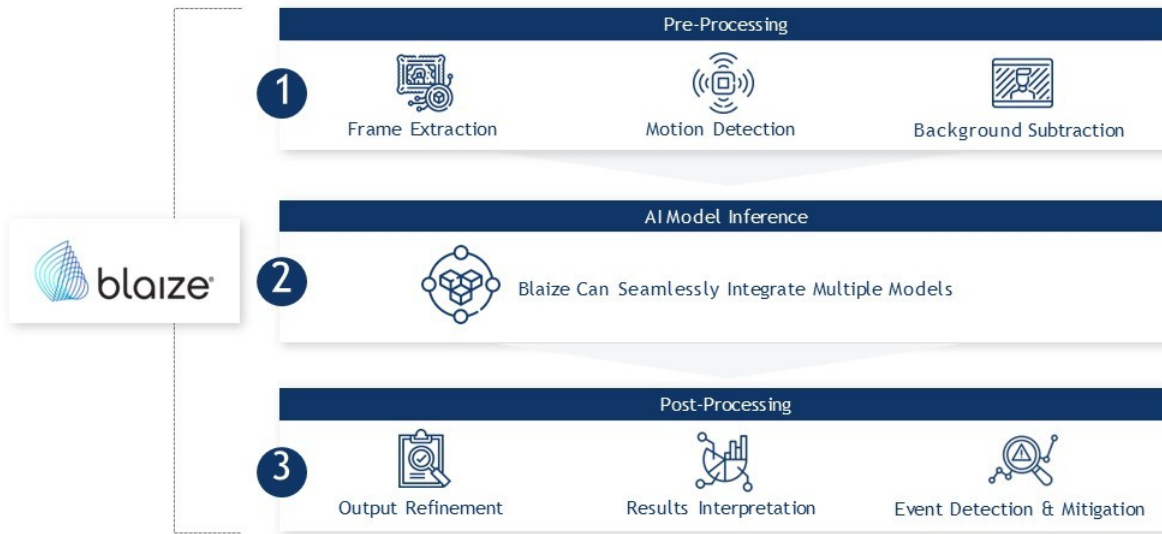 Pre-Processing
1
Frame Extraction
Motion Detection
Background Subtraction
AI Model Inference
blaize
2
Blaize Can Seamlessly Integrate Multiple Models
Post-Processing
3
Output Refinement
Results Interpretation
Event Detection & Mitigation